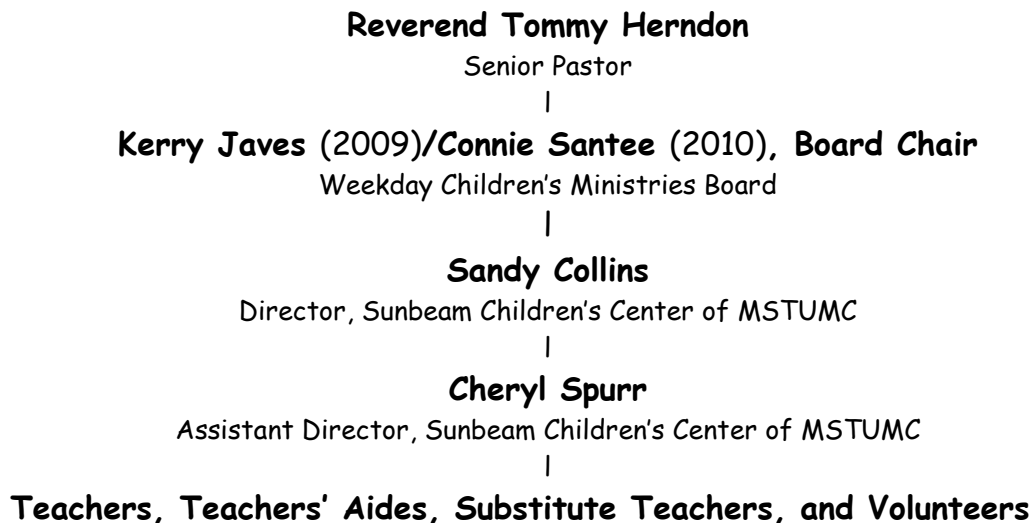 Reverend Tommy Herndon
Senior Pastor
|
Kerry Javes (2009)/Connie Santee (2010), Board Chair
Weekday Children's Ministries Board
|
Sandy Collins
Director, Sunbeam Children's Center of MSTUMC
|
Cheryl Spurr
Assistant Director, Sunbeam Children's Center of MSTUMC
|
Teachers, Teachers' Aides, Substitute Teachers, and Volunteers